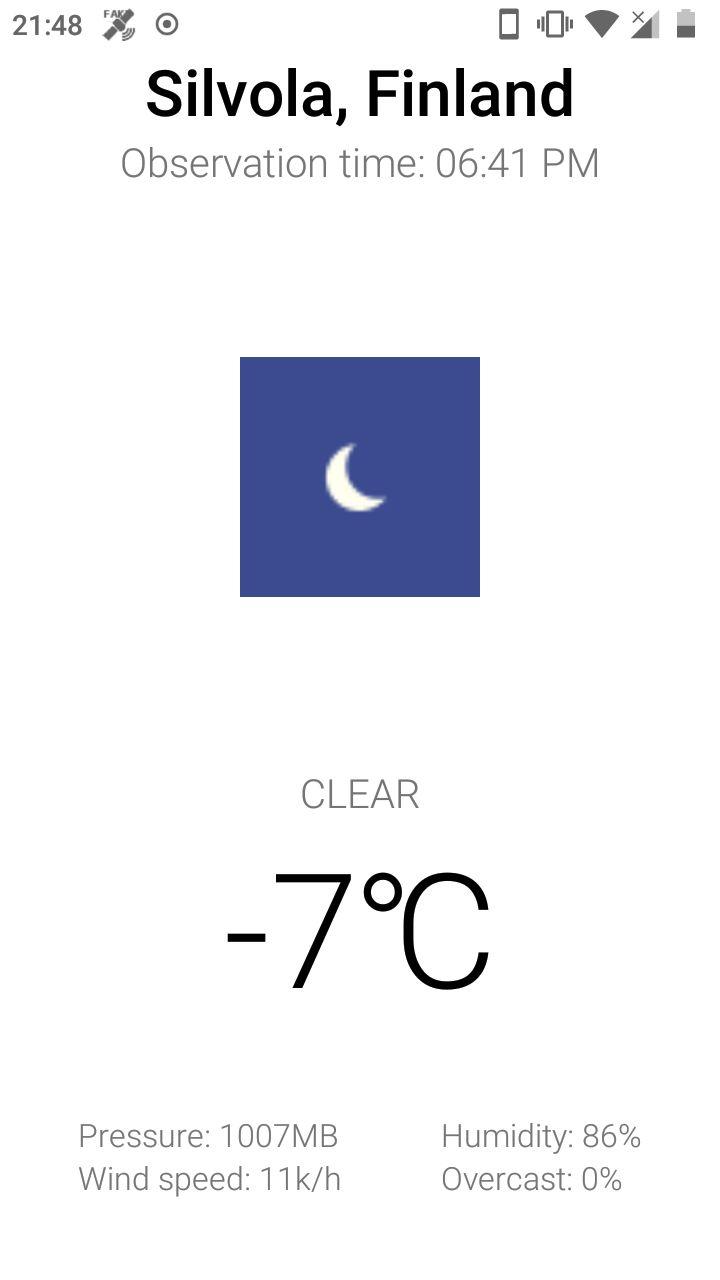 21:48 FAKE
Silvola, Finland
Observation time: 06:41 PM
CLEAR
-7°C
Pressure: 1007MB
Humidity: 86%
Wind speed: 11k/h
Overcast: 0%